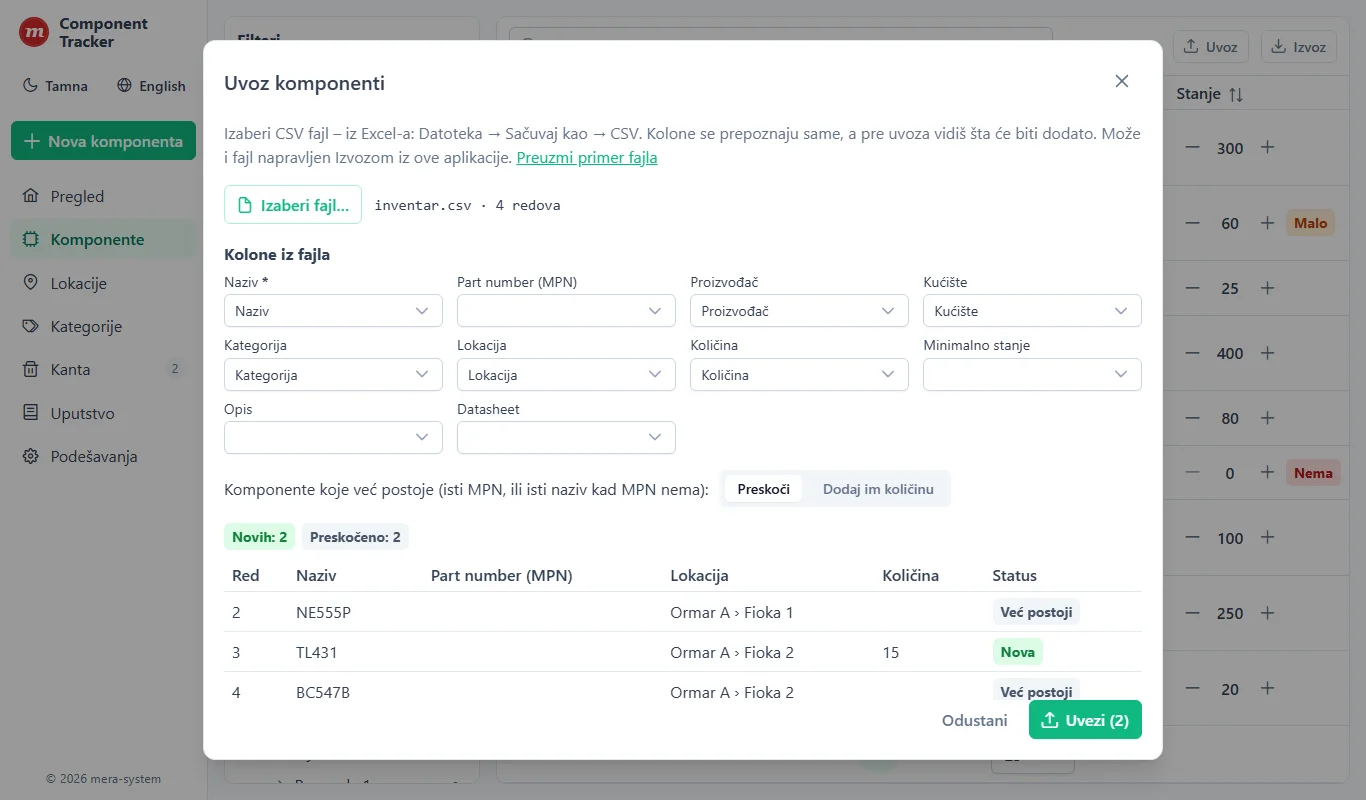 m
Component
Tracker
Tamna
English
Nova komponenta
Pregled
Komponente
Lokacije
Kategorije
Kanta
2
Uputstvo
Podešavanja
© 2026 mera-system
Uvoz
Izvoz
Stanje
300
60
Malo
25
400
80
0
Nema
100
250
20
Uvoz komponenti
Izaberi CSV fajl – iz Excel-a: Datoteka → Sačuvaj kao → CSV. Kolone se prepoznaju same, a pre uvoza vidiš šta će biti dodato. Može
i fajl napravljen Izvozom iz ove aplikacije. Preuzmi primer fajla
Izaberi fajl...
inventar.csv · 4 redova
Kolone iz fajla
Naziv * Part number (MPN) Proizvođač Kućište
Naziv Proizvođač Kućište
Kategorija Lokacija Količina Minimalno stanje
Kategorija Lokacija Količina
Opis Datasheet
Komponente koje već postoje (isti MPN, ili isti naziv kad MPN nema): Preskoči Dodaj im količinu
Novih: 2 Preskočeno: 2
Red Naziv Part number (MPN) Lokacija Količina Status
2 NE555P Ormar A › Fioka 1 Već postoji
3 TL431 Ormar A › Fioka 2 15 Nova
4 BC547B Ormar A › Fioka 2 Već postoji
Odustani Uvezi (2)